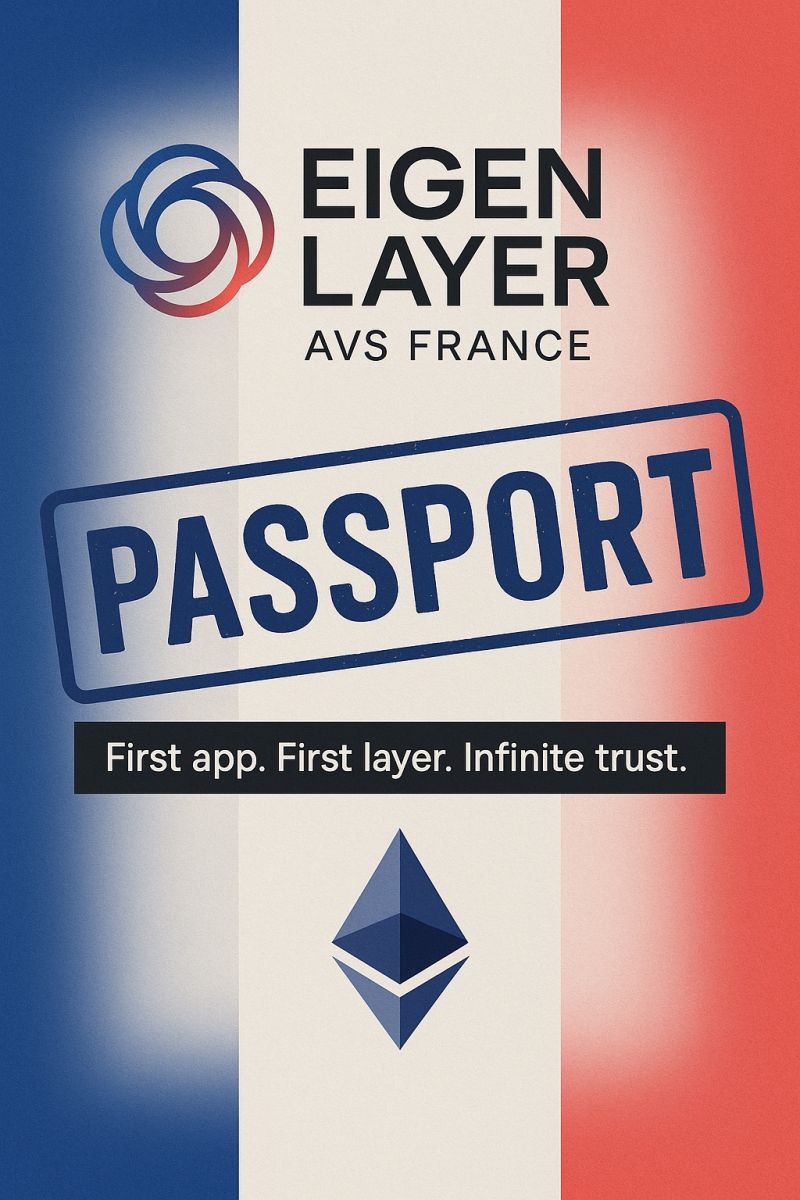 EIGEN
LAYER
AVS FRANCE
PASSPORT
First app. First layer. Infinite trust.